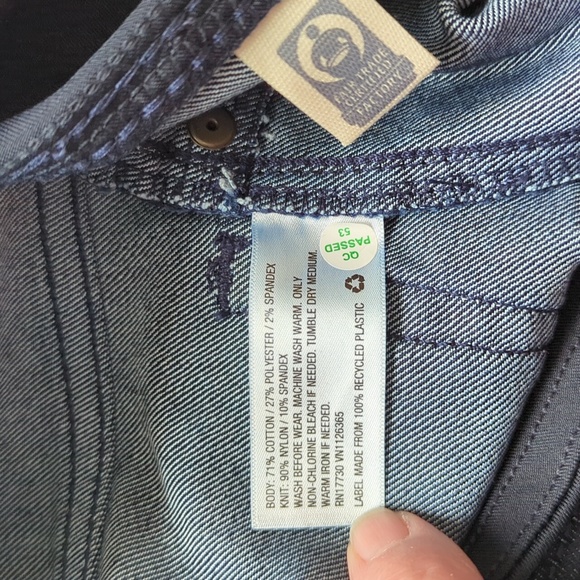 FAIR TRADE
CERTIFIED
FACTORY
QC
PASSED
53
BODY: 71% COTTON / 27% POLYESTER / 2% SPANDEX
KNIT: 90% NYLON / 10% SPANDEX
WASH BEFORE WEAR. MACHINE WASH WARM. ONLY
NON-CHLORINE BLEACH IF NEEDED. TUMBLE DRY MEDIUM.
WARM IRON IF NEEDED.
RN17730 VN1126365
LABEL MADE FROM 100% RECYCLED PLASTIC